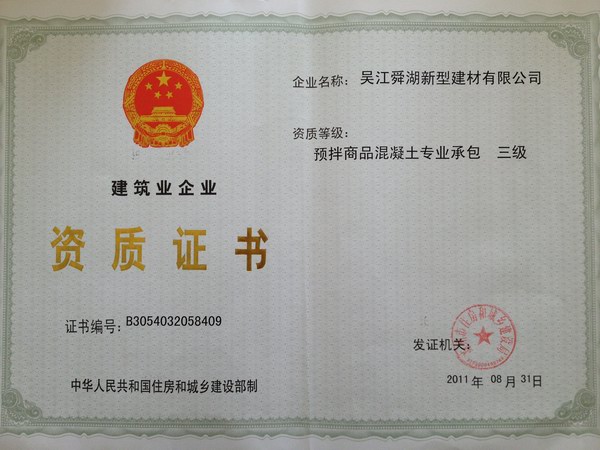 建筑业企业
资质证书
证书编号：B3054032058409
中华人民共和国住房和城乡建设部制
企业名称：吴江舜湖新型建材有限公司
资质等级：
预拌商品混凝土专业承包 三级
发证机关：
2011年 08月 31日